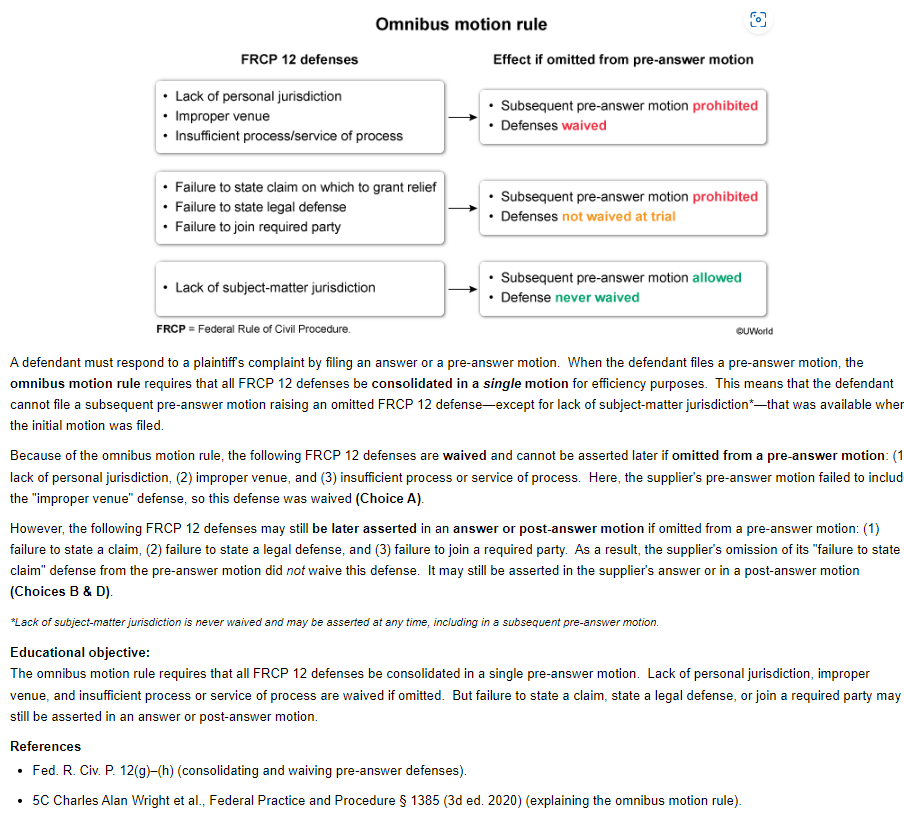 Omnibus motion rule
FRCP 12 defenses
Effect if omitted from pre-answer motion
• Lack of personal jurisdiction
• Improper venue
• Insufficient process/service of process
• Subsequent pre-answer motion prohibited
• Defenses waived
• Failure to state claim on which to grant relief
• Failure to state legal defense
• Failure to join required party
• Subsequent pre-answer motion prohibited
• Defenses not waived at trial
• Lack of subject-matter jurisdiction
• Subsequent pre-answer motion allowed
• Defense never waived
FRCP = Federal Rule of Civil Procedure.
©UWorld
A defendant must respond to a plaintiff's complaint by filing an answer or a pre-answer motion. When the defendant files a pre-answer motion, the
omnibus motion rule requires that all FRCP 12 defenses be consolidated in a single motion for efficiency purposes. This means that the defendant
cannot file a subsequent pre-answer motion raising an omitted FRCP 12 defense—except for lack of subject-matter jurisdiction*—that was available wher
the initial motion was filed.
Because of the omnibus motion rule, the following FRCP 12 defenses are waived and cannot be asserted later if omitted from a pre-answer motion: (1
lack of personal jurisdiction, (2) improper venue, and (3) insufficient process or service of process. Here, the supplier's pre-answer motion failed to includ
the "improper venue" defense, so this defense was waived (Choice A).
However, the following FRCP 12 defenses may still be later asserted in an answer or post-answer motion if omitted from a pre-answer motion: (1)
failure to state a claim, (2) failure to state a legal defense, and (3) failure to join a required party. As a result, the supplier's omission of its "failure to state
claim" defense from the pre-answer motion did not waive this defense. It may still be asserted in the supplier's answer or in a post-answer motion
(Choices B & D).
*Lack of subject-matter jurisdiction is never waived and may be asserted at any time, including in a subsequent pre-answer motion.
Educational objective:
The omnibus motion rule requires that all FRCP 12 defenses be consolidated in a single pre-answer motion. Lack of personal jurisdiction, improper
venue, and insufficient process or service of process are waived if omitted. But failure to state a claim, state a legal defense, or join a required party may
still be asserted in an answer or post-answer motion.
References
• Fed. R. Civ. P. 12(g)–(h) (consolidating and waiving pre-answer defenses).
• 5C Charles Alan Wright et al., Federal Practice and Procedure § 1385 (3d ed. 2020) (explaining the omnibus motion rule).